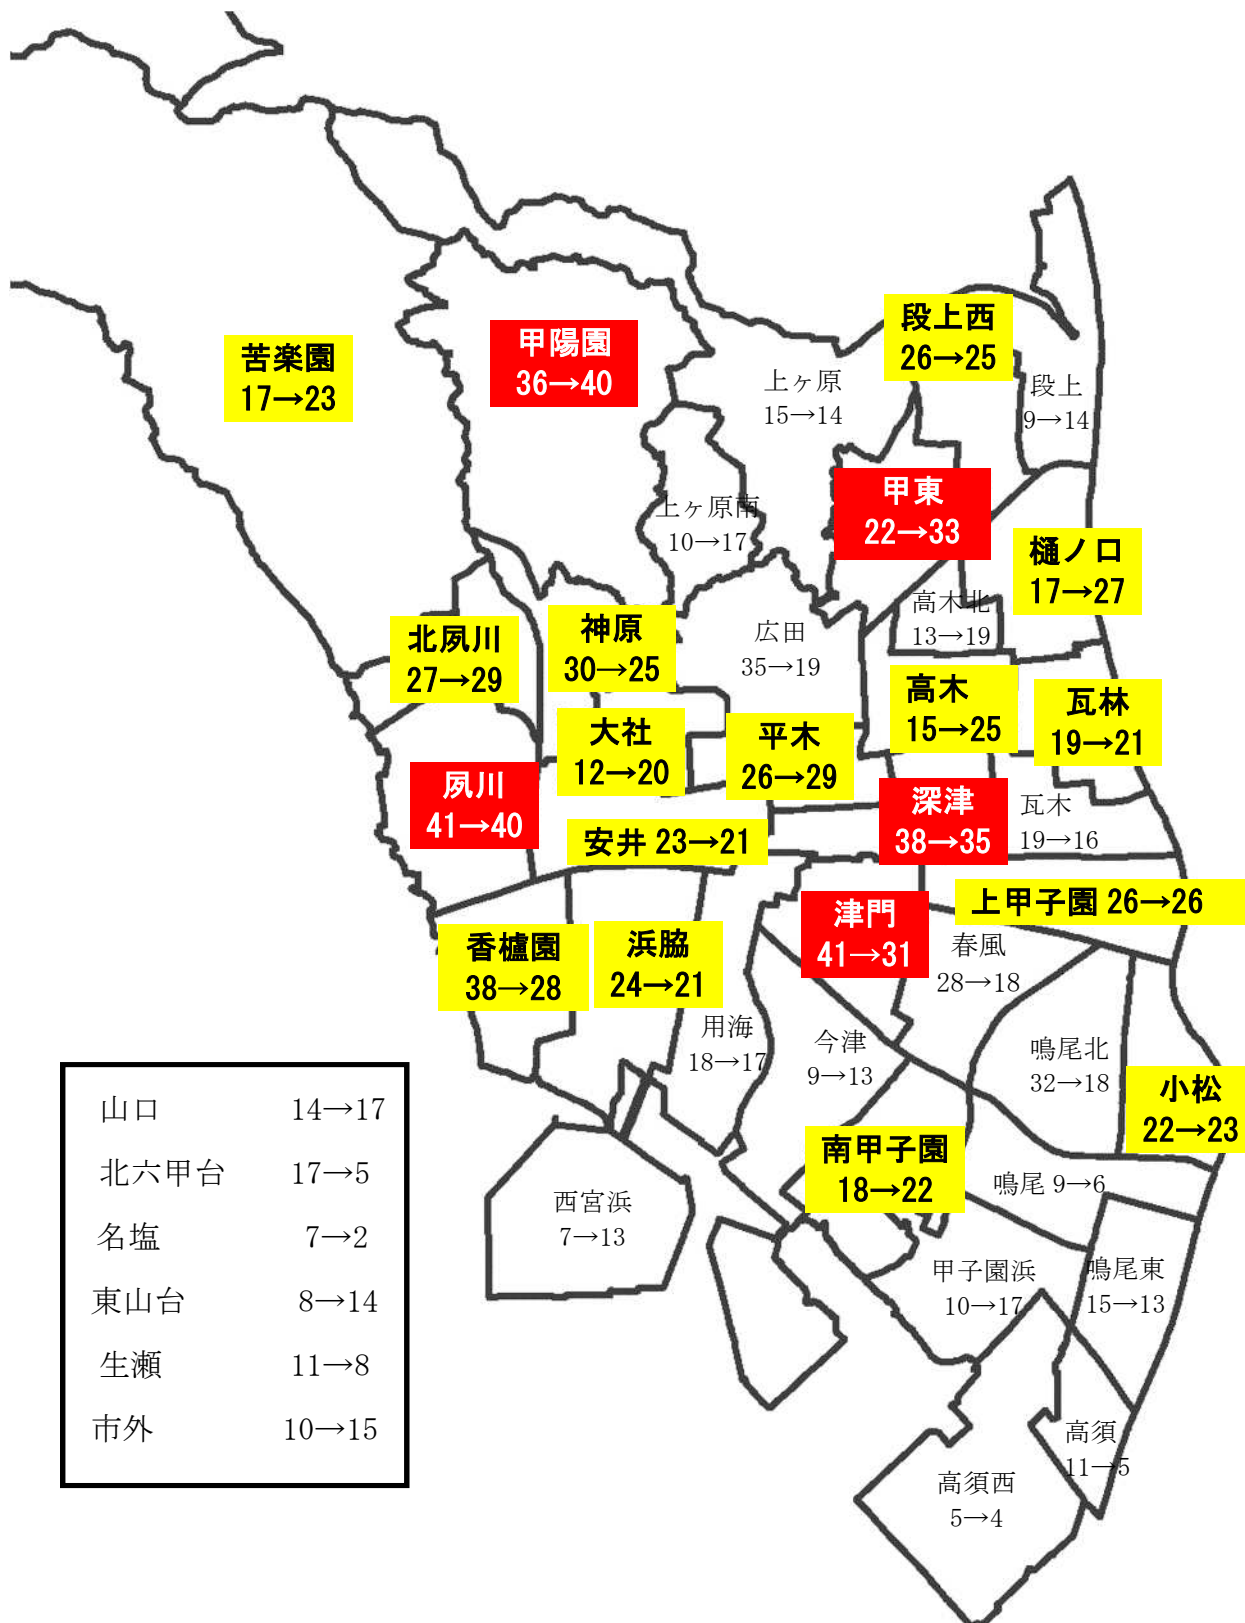 段上西
26→25
苦楽園
17→23
甲陽園
36→40
上ヶ原
15→14
段上
9→14
甲東
22→33
上ヶ原南
10→17
樋ノ口
17→27
高木北
13→19
北夙川
27→29
神原
30→25
広田
35→19
高木
15→25
瓦林
19→21
大社
12→20
平木
26→29
夙川
41→40
深津
38→35
瓦木
19→16
安井 23→21
上甲子園 26→26
津門
41→31
香櫨園
38→28
浜脇
24→21
春風
28→18
用海
18→17
今津
9→13
鳴尾北
32→18
小松
22→23
南甲子園
18→22
鳴尾 9→6
西宮浜
7→13
甲子園浜
10→17
鳴尾東
15→13
高須
11→5
高須西
5→4
山口 14→17
北六甲台 17→5
名塩 7→2
東山台 8→14
生瀬 11→8
市外 10→15